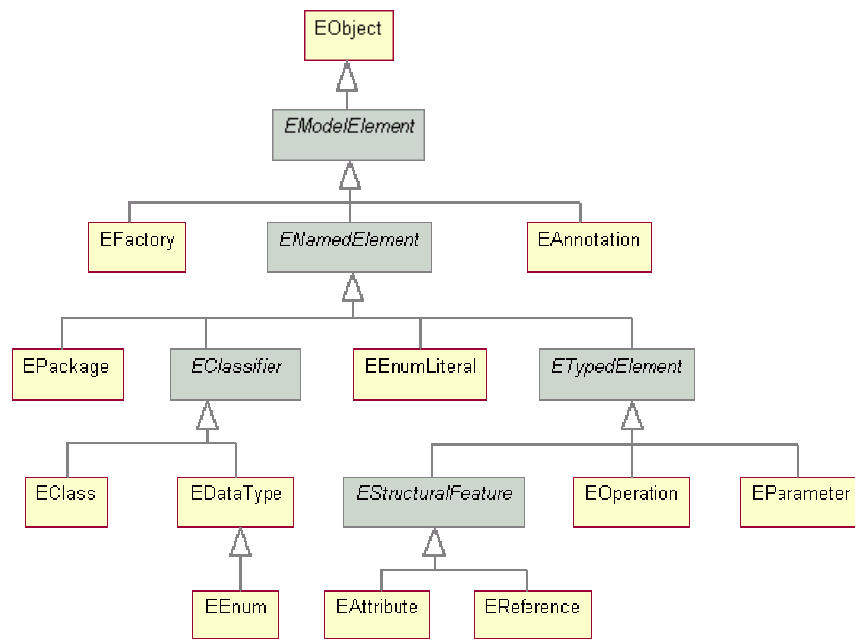 EObject
EModelElement
EFactory
ENamedElement
EAnnotation
EPackage
EClassifier
EEnumLiteral
ETypedElement
EClass
EDataType
EStructuralFeature
EOperation
EParameter
EEnum
EAttribute
EReference